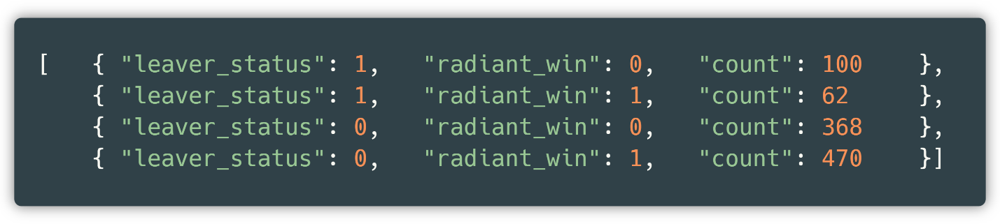 [   { "leaver_status": 1,   "radiant_win": 0,   "count": 100    },
    { "leaver_status": 1,   "radiant_win": 1,   "count": 62     },
    { "leaver_status": 0,   "radiant_win": 0,   "count": 368    },
    { "leaver_status": 0,   "radiant_win": 1,   "count": 470    }]